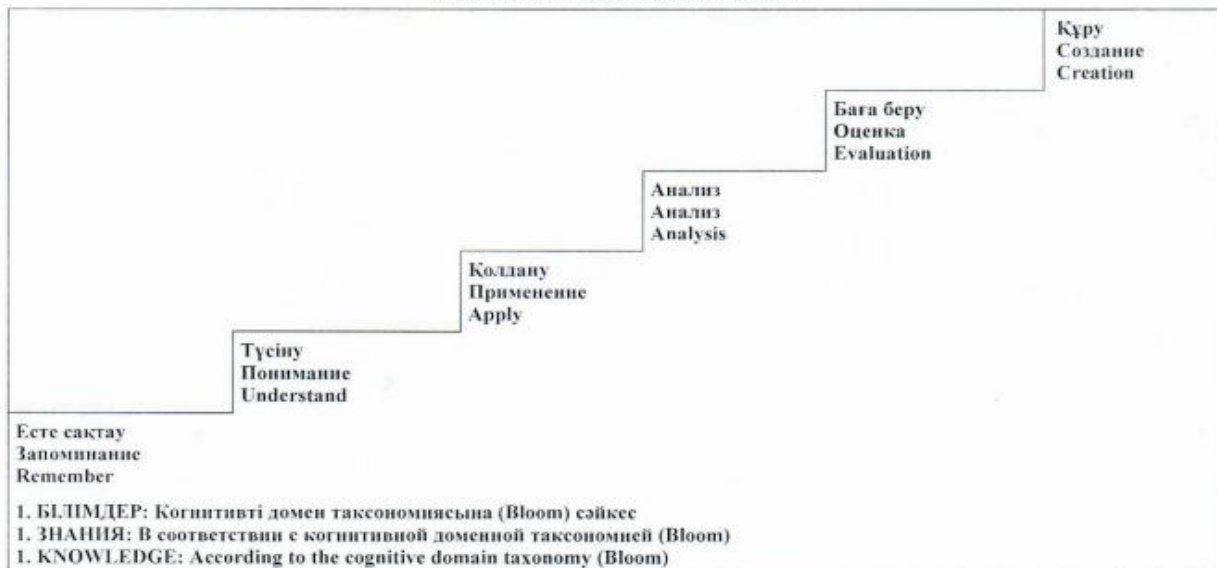 Құру
Создание
Creation
Баға беру
Оценка
Evaluation
Анализ
Анализ
Analysis
Қолдану
Применение
Apply
Түсіну
Понимание
Understand
Есте сақтау
Запоминание
Remember
1. БІЛІМДЕР: Когнитивті домен таксономиясына (Bloom) сәйкес
1. ЗНАНИЯ: В соответствии с когнитивной доменной таксономией (Bloom)
1. KNOWLEDGE: According to the cognitive domain taxonomy (Bloom)